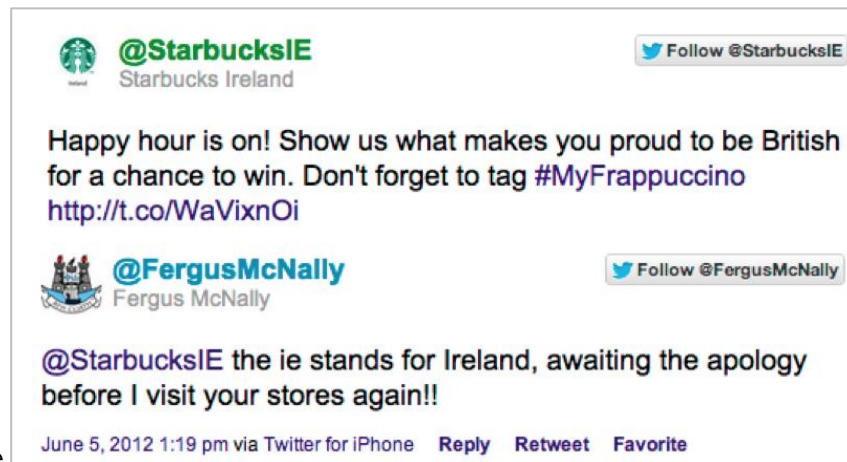 @StarbucksIE
Follow @StarbucksIE
Starbucks Ireland
Happy hour is on! Show us what makes you proud to be British
for a chance to win. Don't forget to tag #MyFrappuccino
http://t.co/WaVixnOi
@FergusMcNally
Follow @FergusMcNally
Fergus McNally
@StarbucksIE the ie stands for Ireland, awaiting the apology
before I visit your stores again!!
June 5, 2012 1:19 pm via Twitter for iPhone Reply Retweet Favorite